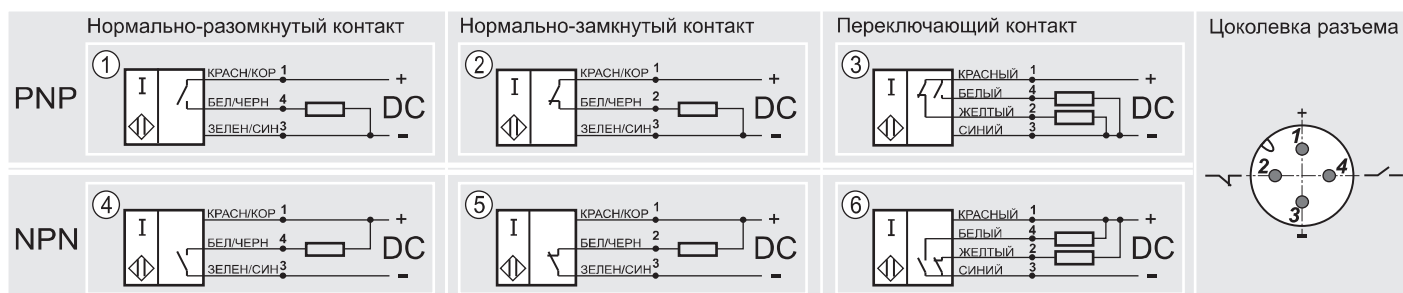 Нормально-разомкнутый контакт
Нормально-замкнутый контакт
Переключающий контакт
Цоколевка разъема
PNP
1
I
КРАСН/КОР 1
+
БЕЛ/ЧЕРН 4
DC
ЗЕЛЕН/СИН 3
-
2
I
КРАСН/КОР 1
+
БЕЛ/ЧЕРН 2
DC
ЗЕЛЕН/СИН 3
-
3
I
КРАСНЫЙ 1
+
БЕЛЫЙ 4
DC
ЖЕЛТЫЙ 2
СИНИЙ 3
-
+
1
2
4
3
-
NPN
4
I
КРАСН/КОР 1
+
БЕЛ/ЧЕРН 4
DC
ЗЕЛЕН/СИН 3
-
5
I
КРАСН/КОР 1
+
БЕЛ/ЧЕРН 2
DC
ЗЕЛЕН/СИН 3
-
6
I
КРАСНЫЙ 1
+
БЕЛЫЙ 4
DC
ЖЕЛТЫЙ 2
СИНИЙ 3
-